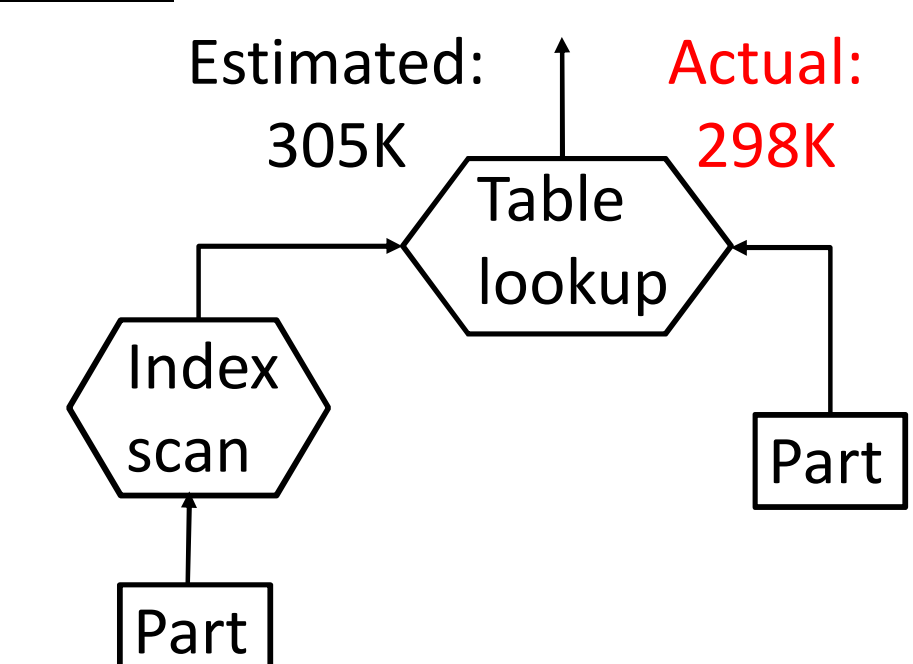 Estimated:
305K
Actual:
298K
Table
lookup
Index
scan
Part
Part